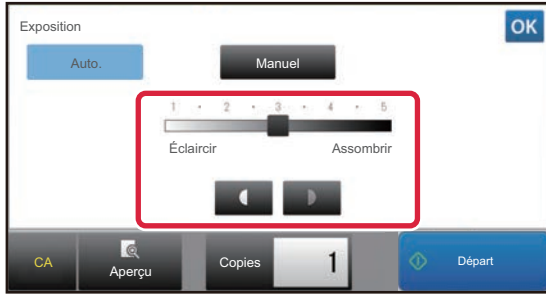 Exposition
OK
Auto.
Manuel
1 · 2 · 3 · 4 · 5
Éclaircir
Assombrir
CA
Aperçu
Copies
1
Départ